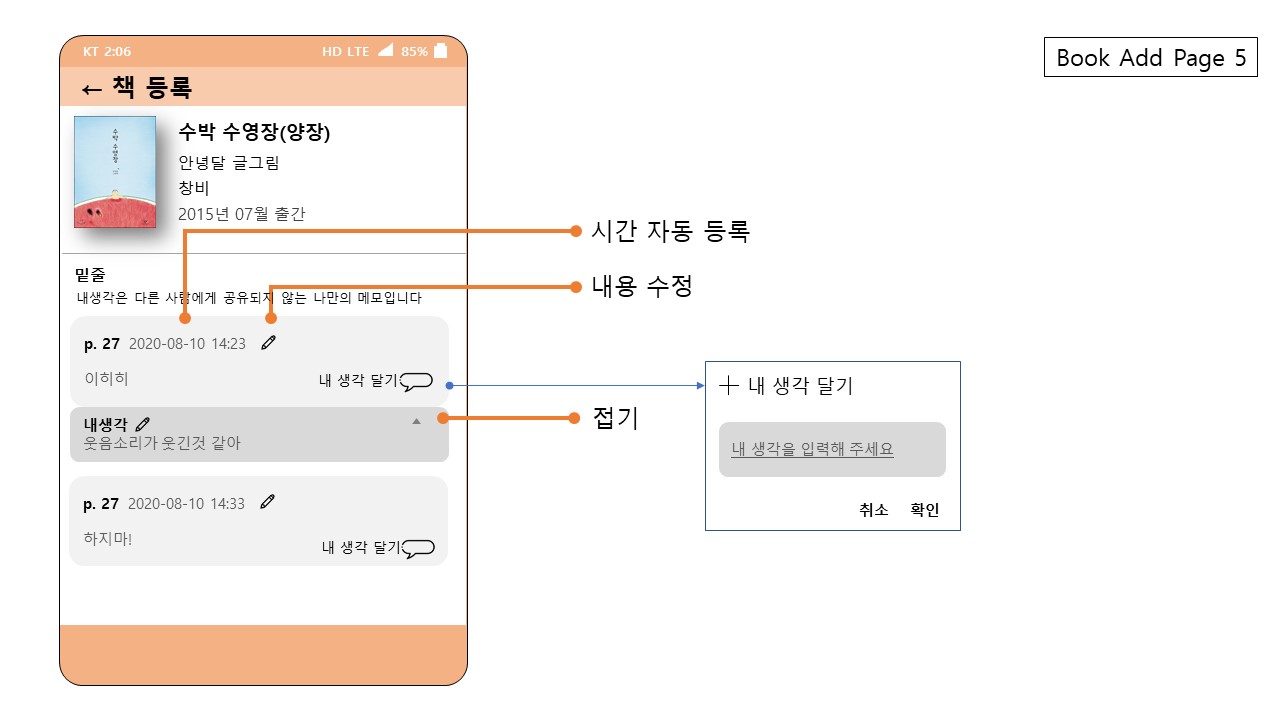 KT 2:06
HD LTE 85%
Book Add Page 5
← 책 등록
수박 수영장
수박 수영장(양장)
안녕달 글그림
창비
2015년 07월 출간
시간 자동 등록
밑줄
내용 수정
내생각은 다른 사람에게 공유되지 않는 나만의 메모입니다
p. 27 2020-08-10 14:23
이히히
내 생각 달기
내생각
웃음소리가 웃긴것 같아
접기
p. 27 2020-08-10 14:33
하지마!
내 생각 달기
내 생각 달기
내 생각을 입력해 주세요
취소 확인